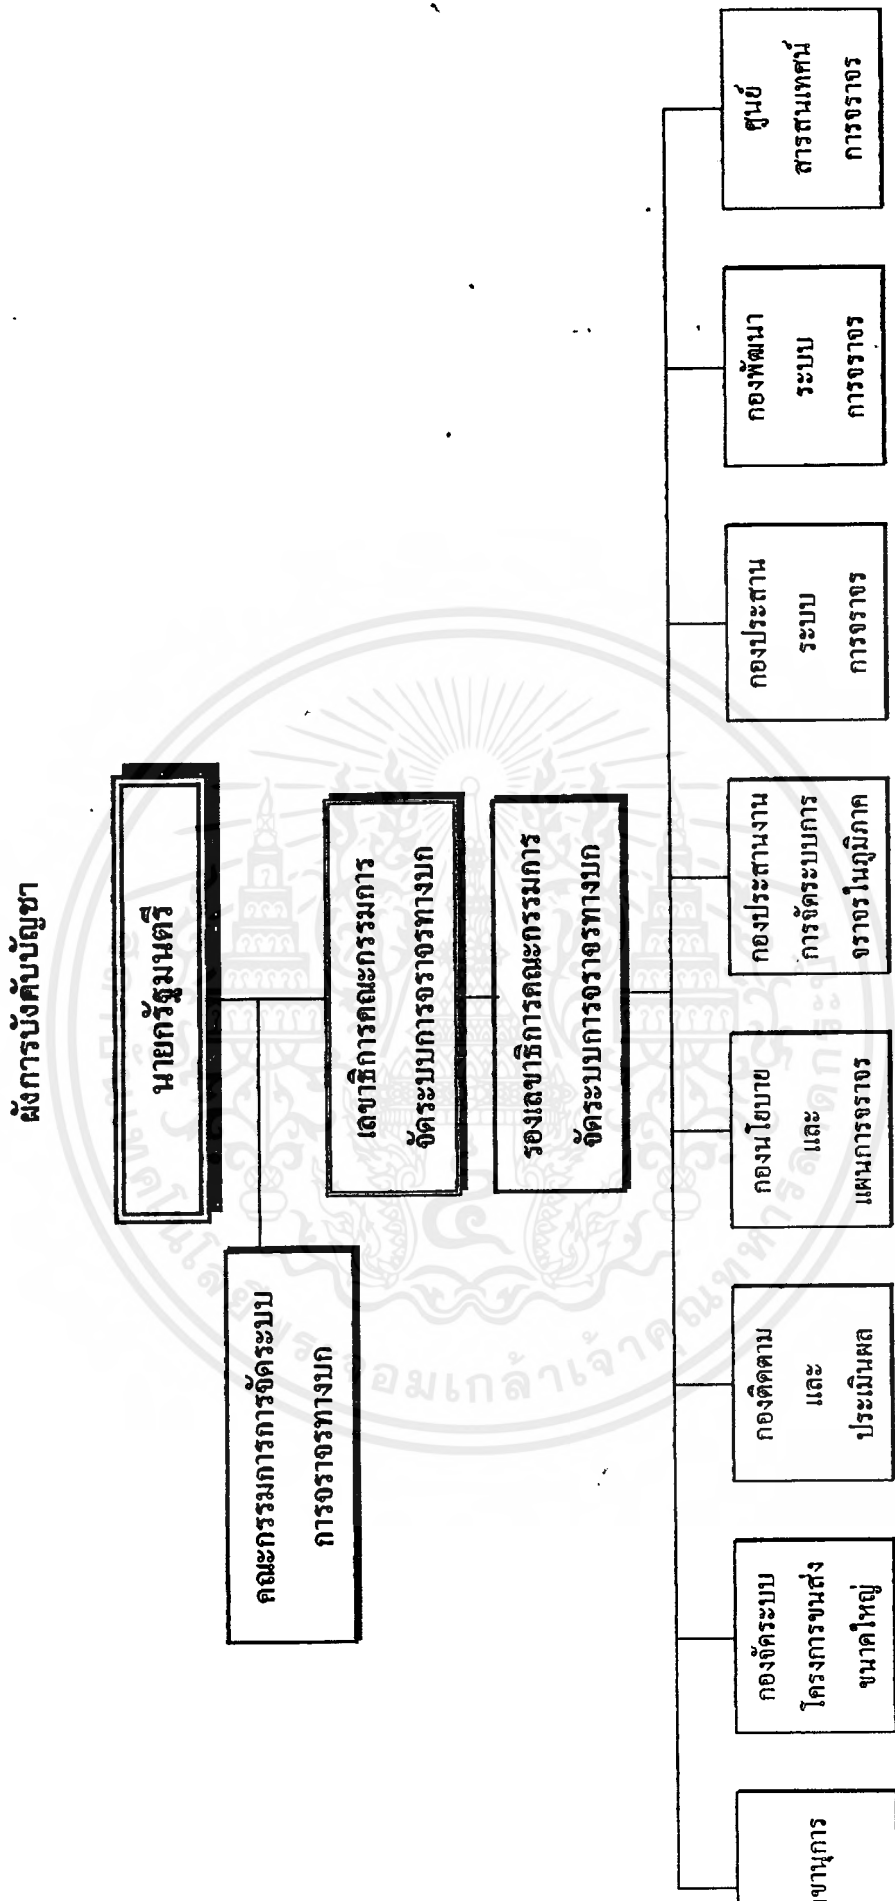 ผังการบังคับบัญชา
นายกรัฐมนตรี
คณะกรรมการการจัดระบบ
การจราจรทางบก
เลขาธิการคณะกรรมการ
จัดระบบการจราจรทางบก
รองเลขาธิการคณะกรรมการ
จัดระบบการจราจรทางบก
กองจัดระบบ
โครงการขนส่ง
ขนาดใหญ่
กองติดตาม
และ
ประเมินผล
กองนโยบาย
และ
แผนการจราจร
กองประสานงาน
การจัดระบบการ
จราจรในภูมิภาค
กองประสาน
ระบบ
การจราจร
กองพัฒนา
ระบบ
การจราจร
ศูนย์
สารสนเทศน์
การจราจร